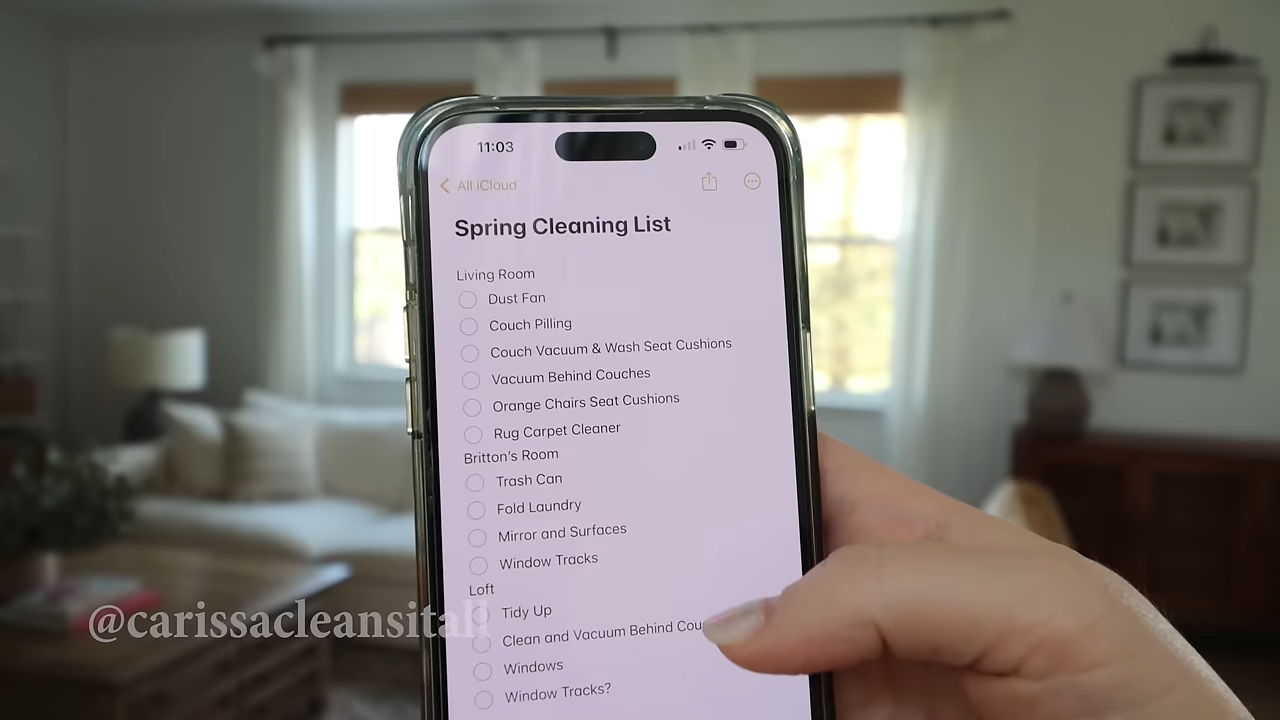 11:03
All iCloud
Spring Cleaning List
Living Room
Dust Fan
Couch Pilling
Couch Vacuum & Wash Seat Cushions
Vacuum Behind Couches
Orange Chairs Seat Cushions
Rug Carpet Cleaner
Britton's Room
Trash Can
Fold Laundry
Mirror and Surfaces
Window Tracks
Loft
Tidy Up
@carissacleansitall
Clean and Vacuum Behind
Windows
Window Tracks?